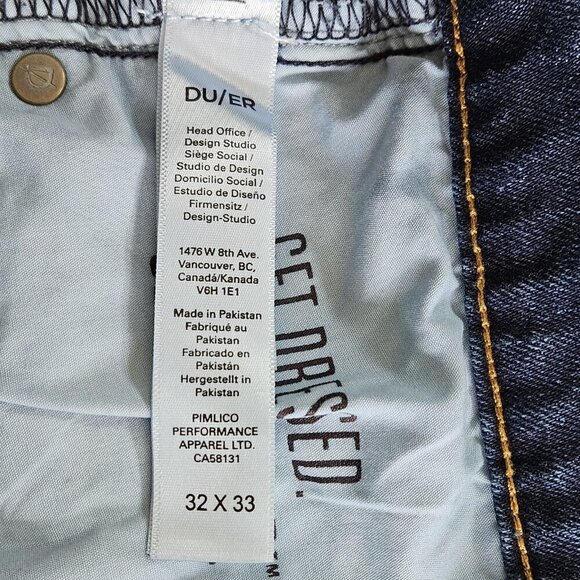 DU/ER
Head Office /
Design Studio
Siège Social /
Studio de Design
Domicilio Social /
Estudio de Diseño
Firmensitz /
Design-Studio
1476 W 8th Ave.
Vancouver, BC,
Canadá/Kanada
V6H 1E1
Made in Pakistan
Fabriqué au
Pakistan
Fabricado en
Pakistán
Hergestellt in
Pakistan
PIMLICO
PERFORMANCE
APPAREL LTD.
CA58131
32 X 33
GET DRESSED.